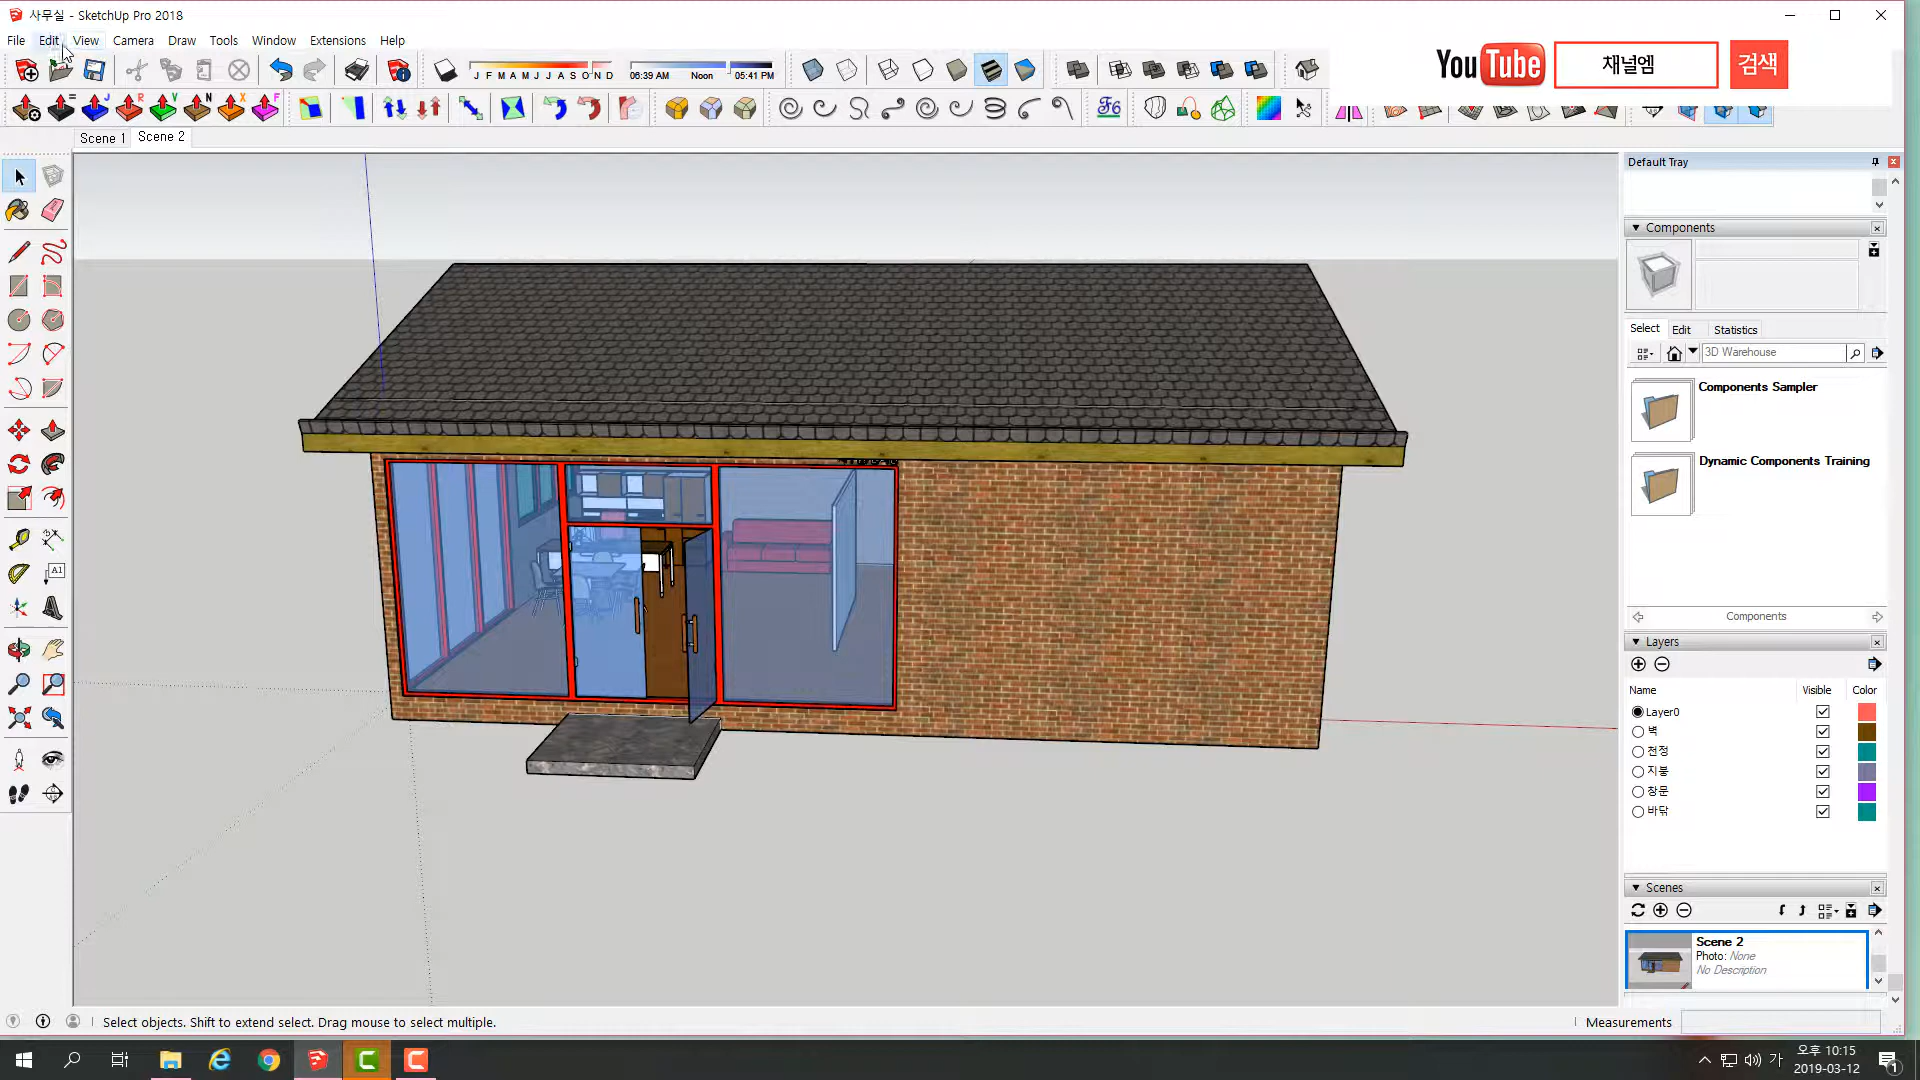 사무실 - SketchUp Pro 2018
File Edit View Camera Draw Tools Window Extensions Help
J F M A M J J A S O N D
06:39 AM Noon 05:41 PM
YouTube 채널엠 검색
Scene 1 Scene 2
Default Tray
Components
Select Edit Statistics
3D Warehouse
Components Sampler
Dynamic Components Training
Components
Layers
Name Visible Color
Layer0
벽
천정
지붕
창문
바닭
Scenes
Scene 2
Photo: None
No Description
Select objects. Shift to extend select. Drag mouse to select multiple.
Measurements
가
오후 10:15
2019-03-12
1